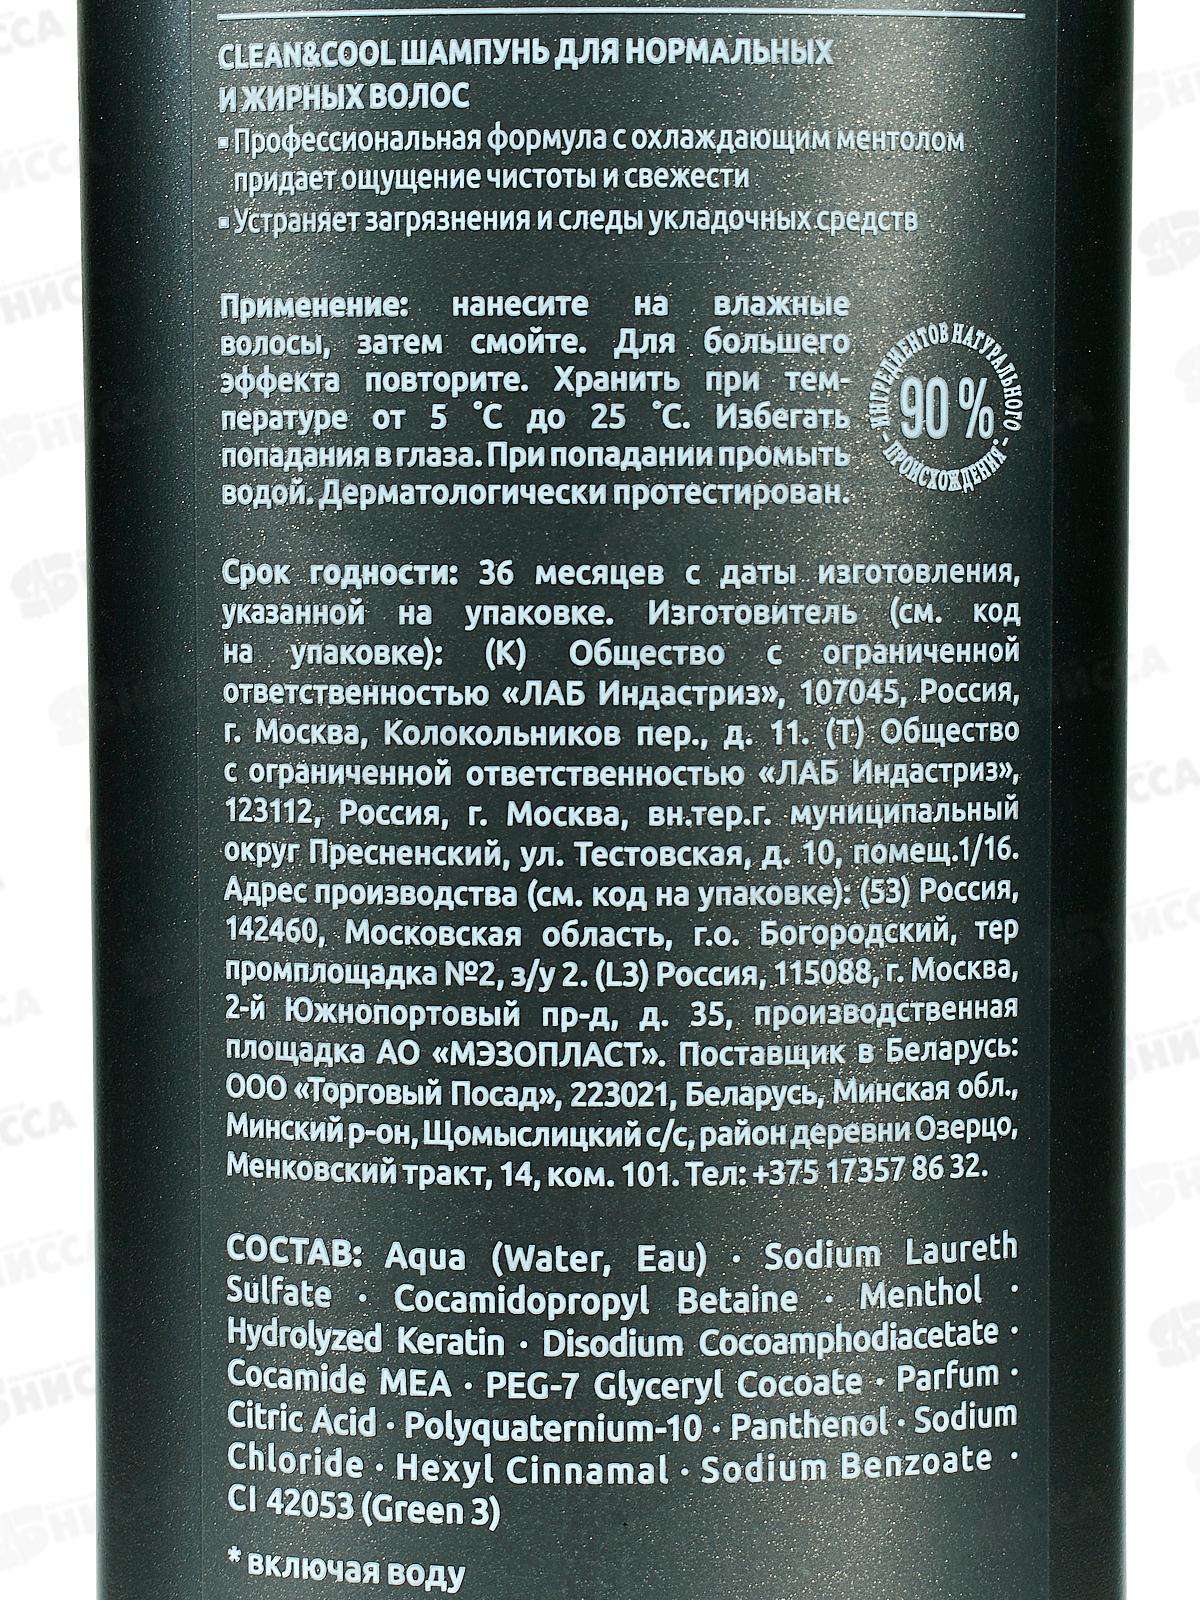 CLEAN&COOL ШАМПУНЬ ДЛЯ НОРМАЛЬНЫХ
И ЖИРНЫХ ВОЛОС
▪ Профессиональная формула с охлаждающим ментолом
придает ощущение чистоты и свежести
▪ Устраняет загрязнения и следы укладочных средств
Применение: нанесите на влажные
волосы, затем смойте. Для большего
эффекта повторите. Хранить при тем-
пературе от 5 °C до 25 °C. Избегать
попадания в глаза. При попадании промыть
водой. Дерматологически протестирован.
90 %
ИНГРЕДИЕНТОВ НАТУРАЛЬНОГО
- ПРОИСХОЖДЕНИЯ -
Срок годности: 36 месяцев с даты изготовления,
указанной на упаковке. Изготовитель (см. код
на упаковке): (К) Общество с ограниченной
ответственностью «ЛАБ Индастриз», 107045, Россия,
г. Москва, Колокольников пер., д. 11. (Т) Общество
с ограниченной ответственностью «ЛАБ Индастриз»,
123112, Россия, г. Москва, вн.тер.г. муниципальный
округ Пресненский, ул. Тестовская, д. 10, помещ.1/16.
Адрес производства (см. код на упаковке): (53) Россия,
142460, Московская область, г.о. Богородский, тер
промплощадка №2, з/у 2. (L3) Россия, 115088, г. Москва,
2-й Южнопортовый пр-д, д. 35, производственная
площадка АО «МЭЗОПЛАСТ». Поставщик в Беларусь:
ООО «Торговый Посад», 223021, Беларусь, Минская обл.,
Минский р-он, Щомыслицкий с/с, район деревни Озерцо,
Менковский тракт, 14, ком. 101. Тел: +375 17357 86 32.
СОСТАВ: Aqua (Water, Eau) · Sodium Laureth
Sulfate · Cocamidopropyl Betaine · Menthol ·
Hydrolyzed Keratin · Disodium Cocoamphodiacetate ·
Cocamide MEA · PEG-7 Glyceryl Cocoate · Parfum ·
Citric Acid · Polyquaternium-10 · Panthenol · Sodium
Chloride · Hexyl Cinnamal · Sodium Benzoate ·
CI 42053 (Green 3)
* включая воду